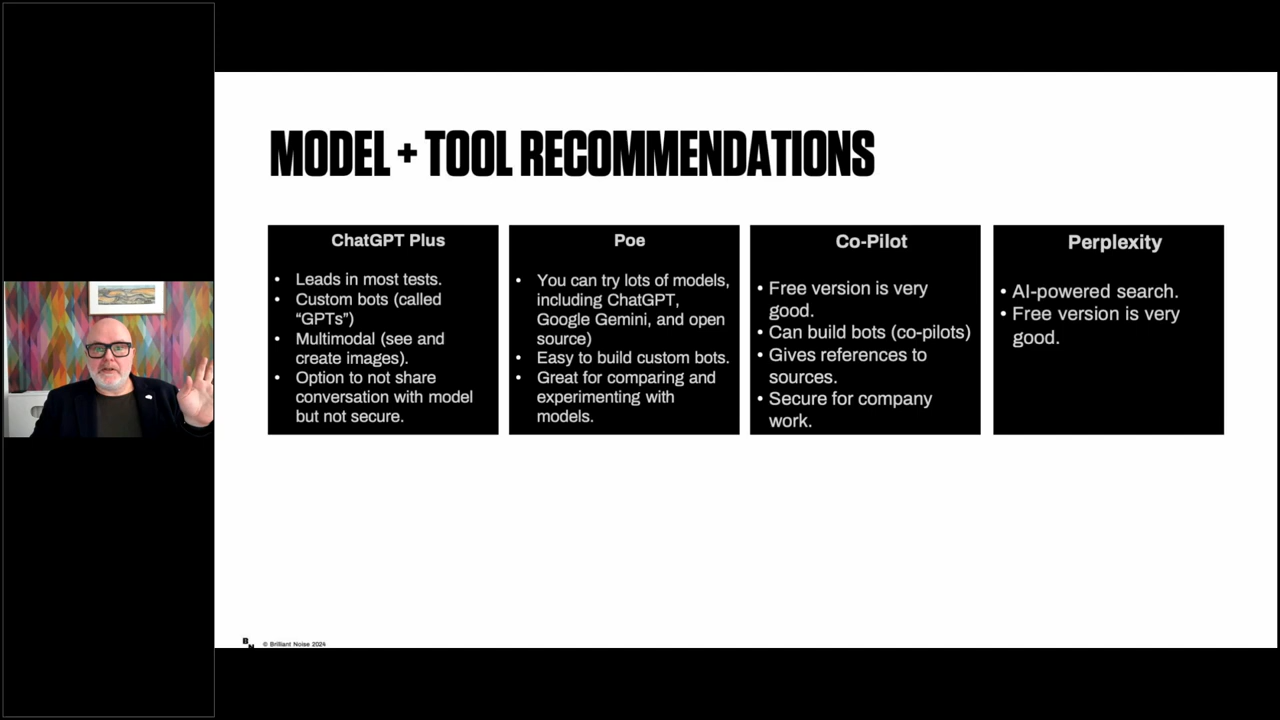 MODEL + TOOL RECOMMENDATIONS
ChatGPT Plus
• Leads in most tests.
• Custom bots (called
“GPTs”)
• Multimodal (see and
create images).
• Option to not share
conversation with model
but not secure.
Poe
• You can try lots of models,
including ChatGPT,
Google Gemini, and open
source)
• Easy to build custom bots.
• Great for comparing and
experimenting with
models.
Co-Pilot
• Free version is very
good.
• Can build bots (co-pilots)
• Gives references to
sources.
• Secure for company
work.
Perplexity
• AI-powered search.
• Free version is very
good.
B
N
© Brilliant Noise 2024